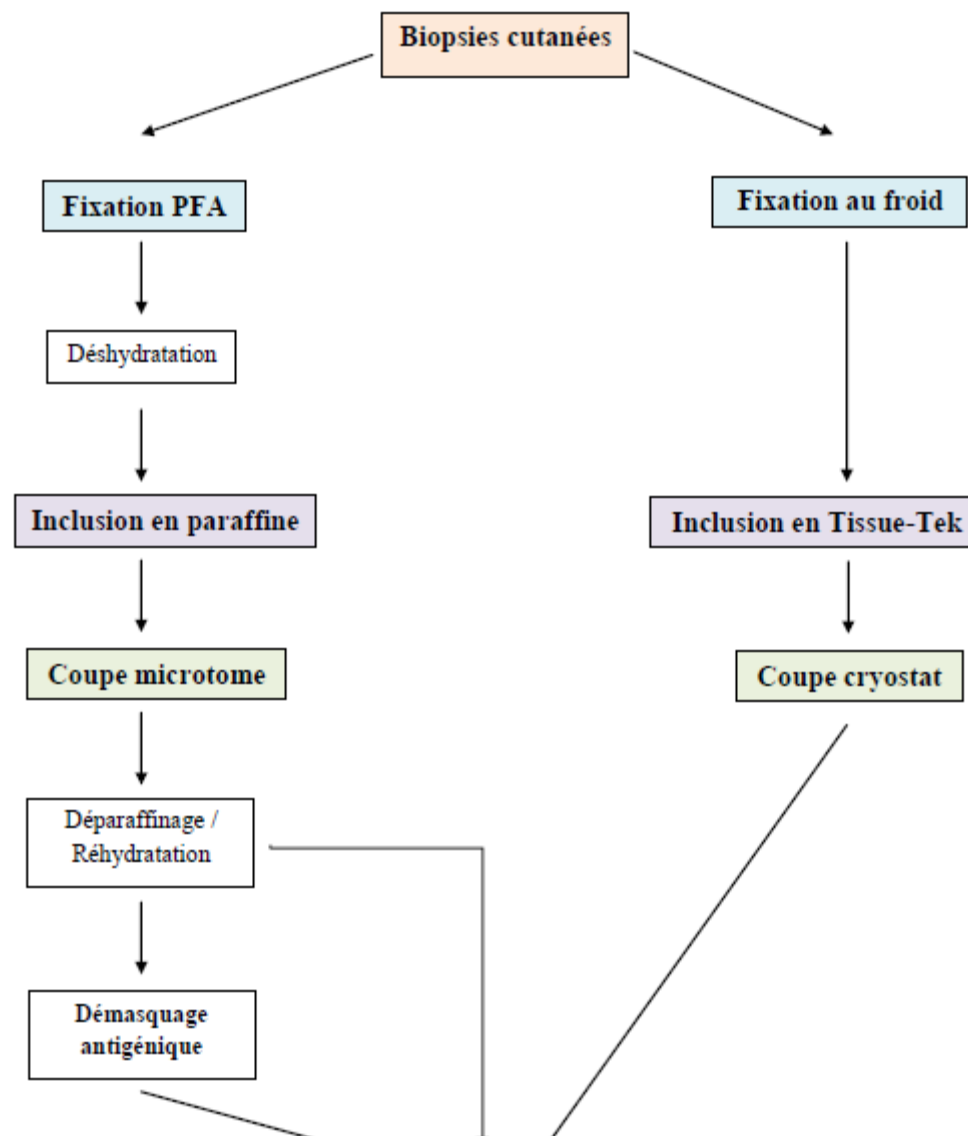 Biopsies cutanées
Fixation PFA
Fixation au froid
Déshydratation
Inclusion en paraffine
Inclusion en Tissue-Tek
Coupe microtome
Coupe cryostat
Déparaffinage /
Réhydratation
Démasquage
antigénique